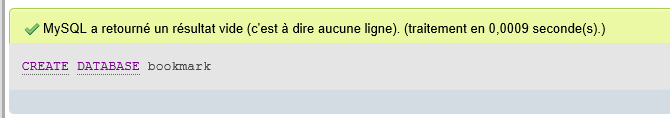 MySQL a retourné un résultat vide (c'est à dire aucune ligne). (traitement en 0,0009 seconde(s).)
CREATE DATABASE bookmark